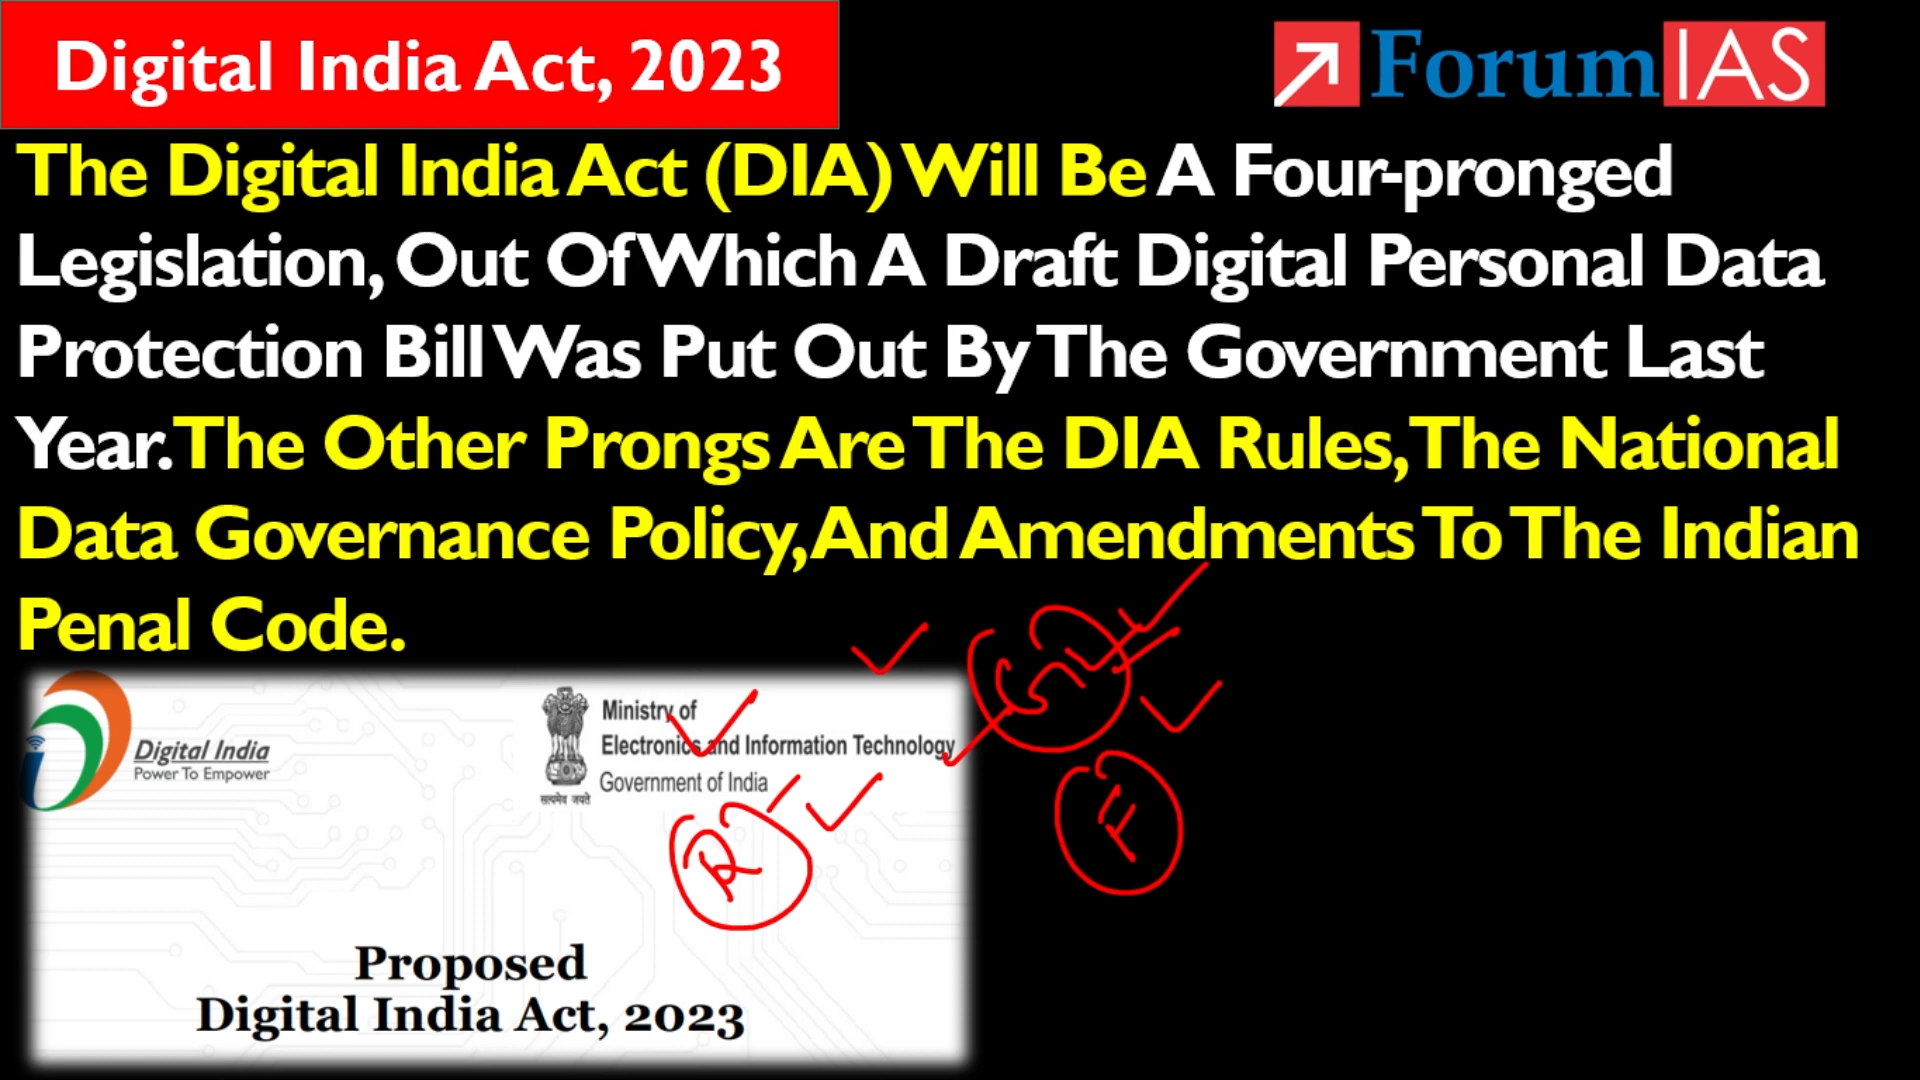 Digital India Act, 2023
ForumIAS
The Digital India Act (DIA) Will Be A Four-pronged
Legislation, Out Of Which A Draft Digital Personal Data
Protection Bill Was Put Out By The Government Last
Year. The Other Prongs Are The DIA Rules, The National
Data Governance Policy, And Amendments To The Indian
Penal Code.
Digital India
Power To Empower
Ministry of
Electronics and Information Technology
Government of India
सत्यमेव जयते
R
F
Proposed
Digital India Act, 2023